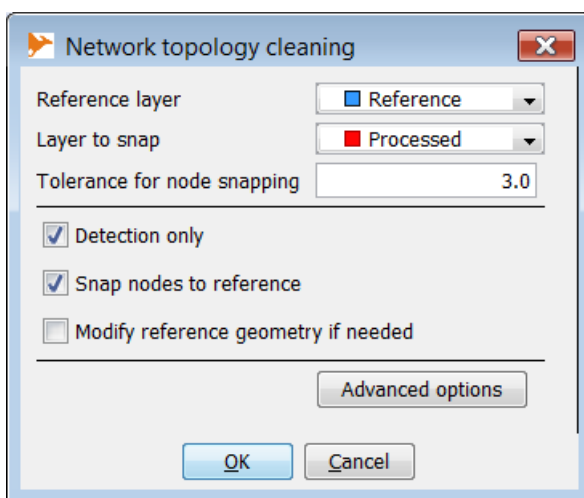 Network topology cleaning
Reference layer Reference
Layer to snap Processed
Tolerance for node snapping 3.0
Detection only
Snap nodes to reference
Modify reference geometry if needed
Advanced options
OK Cancel